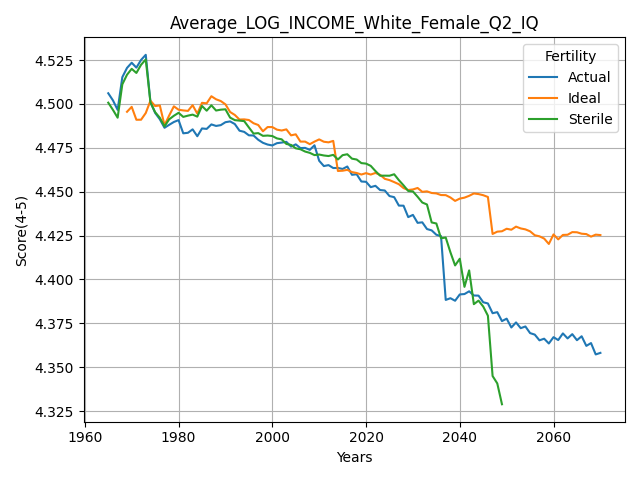 Average_LOG_INCOME_White_Female_Q2_IQ
Fertility
Actual
Ideal
Sterile
Score(4-5)
4.525
4.500
4.475
4.450
4.425
4.400
4.375
4.350
4.325
1960 1980 2000 2020 2040 2060
Years